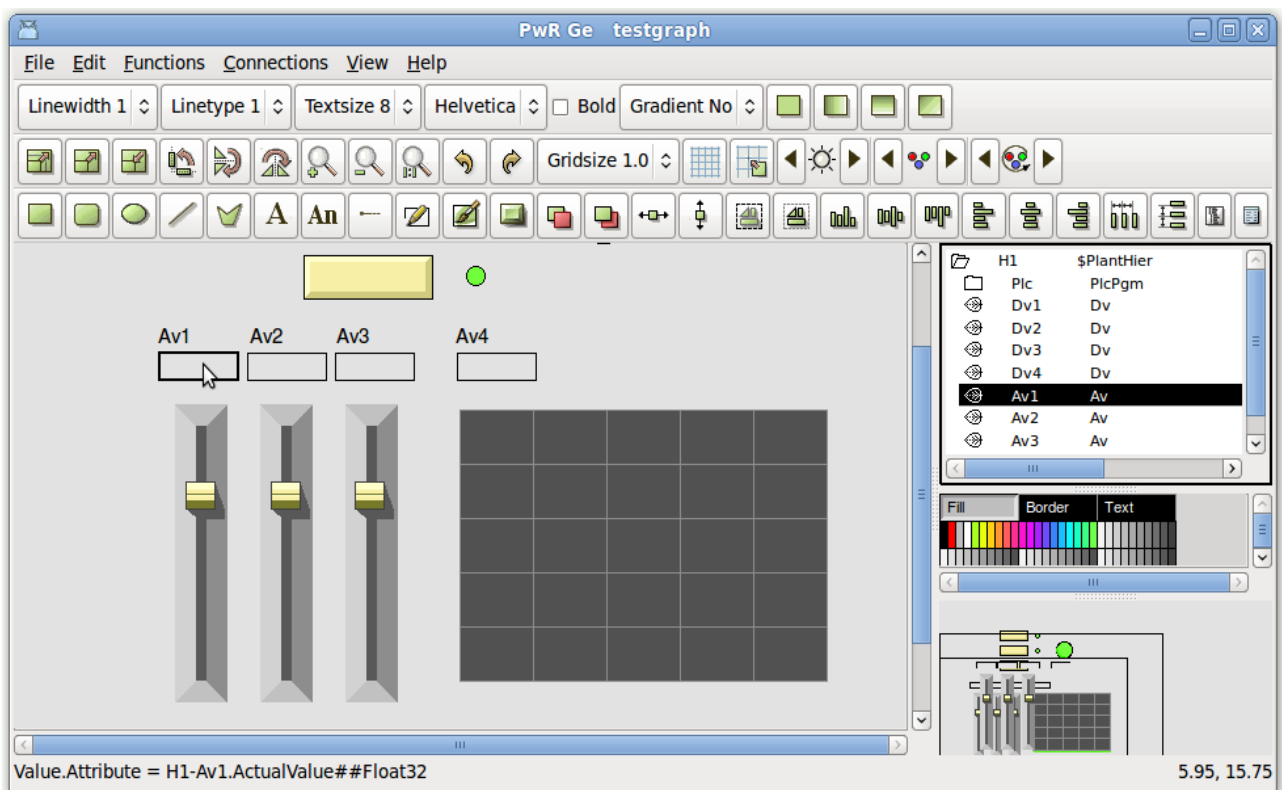 PwR Ge testgraph
File Edit Functions Connections View Help
Linewidth 1 Linetype 1 Textsize 8 Helvetica Bold Gradient No
1:1 Gridsize 1.0
A An
Av1 Av2 Av3 Av4
H1 $PlantHier
Plc PlcPgm
Dv1 Dv
Dv2 Dv
Dv3 Dv
Dv4 Dv
Av1 Av
Av2 Av
Av3 Av
Fill Border Text
Value.Attribute = H1-Av1.ActualValue##Float32 5.95, 15.75